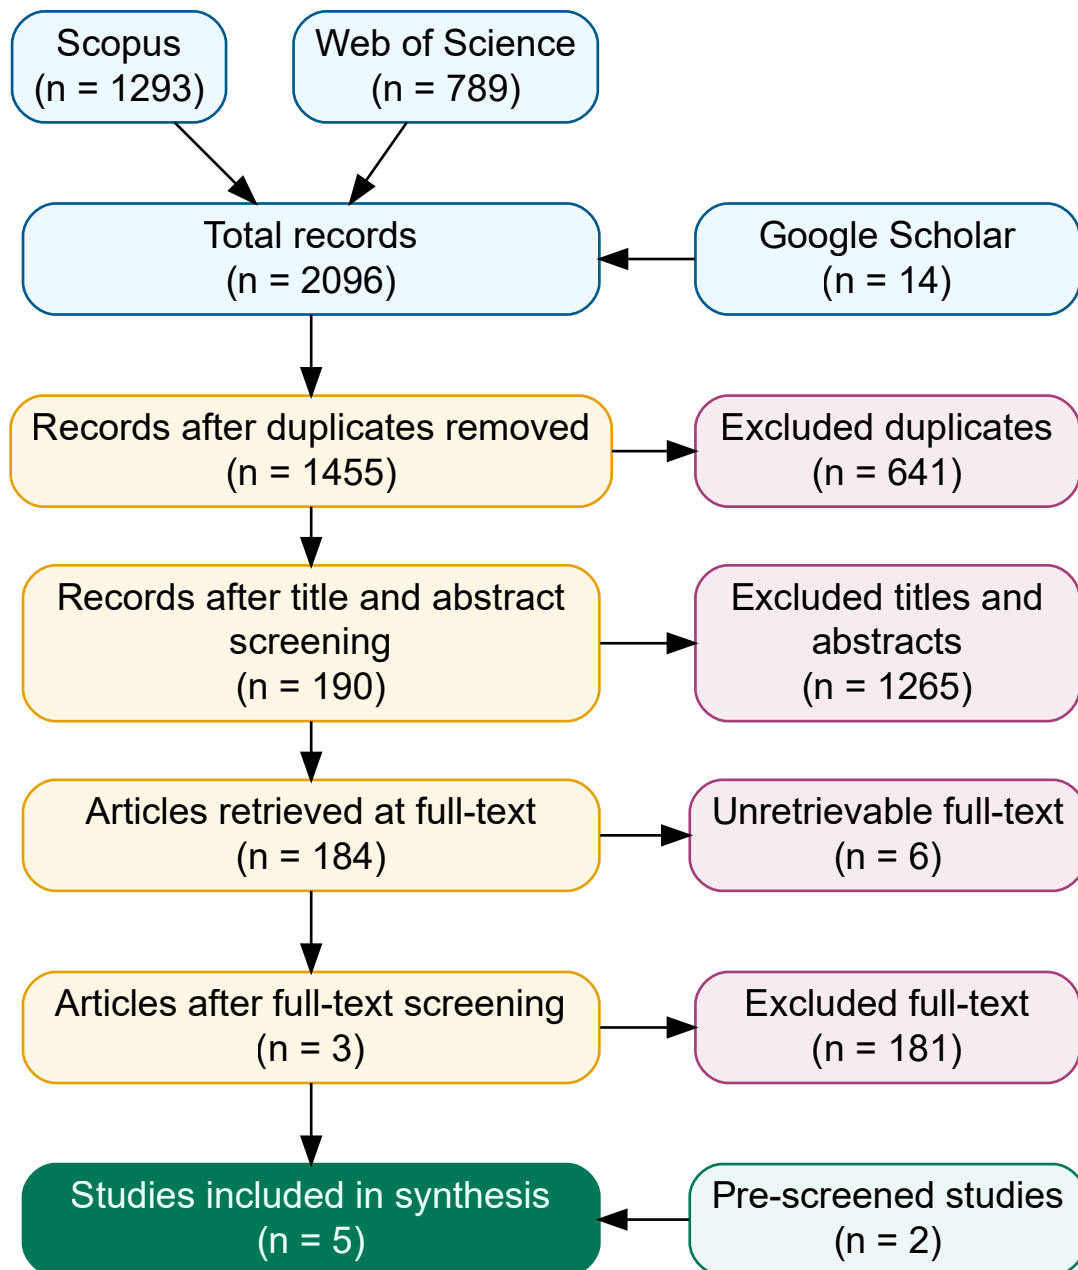 Scopus
(n = 1293)
Web of Science
(n = 789)
Total records
(n = 2096)
Google Scholar
(n = 14)
Records after duplicates removed
(n = 1455)
Excluded duplicates
(n = 641)
Records after title and abstract
screening
(n = 190)
Excluded titles and
abstracts
(n = 1265)
Articles retrieved at full-text
(n = 184)
Unretrievable full-text
(n = 6)
Articles after full-text screening
(n = 3)
Excluded full-text
(n = 181)
Studies included in synthesis
(n = 5)
Pre-screened studies
(n = 2)